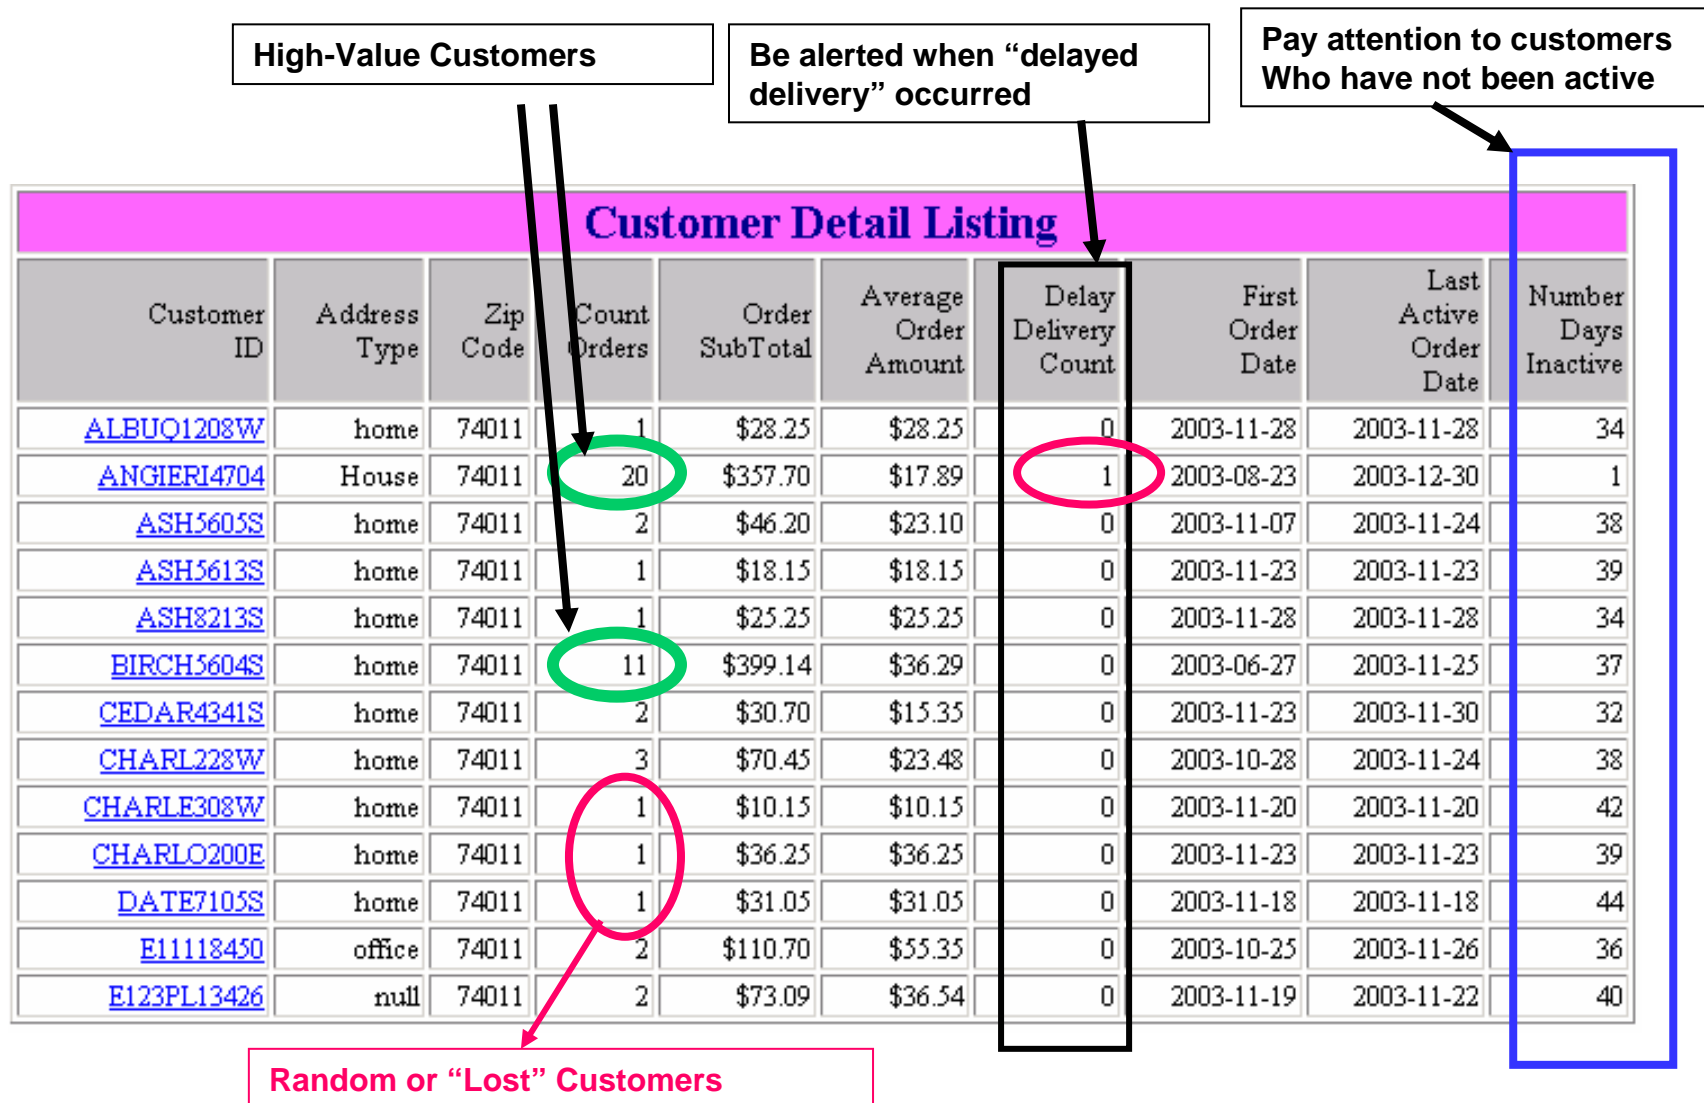 High-Value Customers
Be alerted when “delayed
delivery” occurred
Pay attention to customers
Who have not been active
Customer Detail Listing
Customer ID Address Type Zip Code Count Orders Order SubTotal Average Order Amount Delay Delivery Count First Order Date Last Active Order Date Number Days Inactive
ALBUQ1208W home 74011 1 $28.25 $28.25 0 2003-11-28 2003-11-28 34
ANGIERI4704 House 74011 20 $357.70 $17.89 1 2003-08-23 2003-12-30 1
ASH5605S home 74011 2 $46.20 $23.10 0 2003-11-07 2003-11-24 38
ASH5613S home 74011 1 $18.15 $18.15 0 2003-11-23 2003-11-23 39
ASH8213S home 74011 1 $25.25 $25.25 0 2003-11-28 2003-11-28 34
BIRCH5604S home 74011 11 $399.14 $36.29 0 2003-06-27 2003-11-25 37
CEDAR4341S home 74011 2 $30.70 $15.35 0 2003-11-23 2003-11-30 32
CHARL228W home 74011 3 $70.45 $23.48 0 2003-10-28 2003-11-24 38
CHARLE308W home 74011 1 $10.15 $10.15 0 2003-11-20 2003-11-20 42
CHARLO200E home 74011 1 $36.25 $36.25 0 2003-11-23 2003-11-23 39
DATE7105S home 74011 1 $31.05 $31.05 0 2003-11-18 2003-11-18 44
E11118450 office 74011 2 $110.70 $55.35 0 2003-10-25 2003-11-26 36
E123PL13426 null 74011 2 $73.09 $36.54 0 2003-11-19 2003-11-22 40
Random or “Lost” Customers